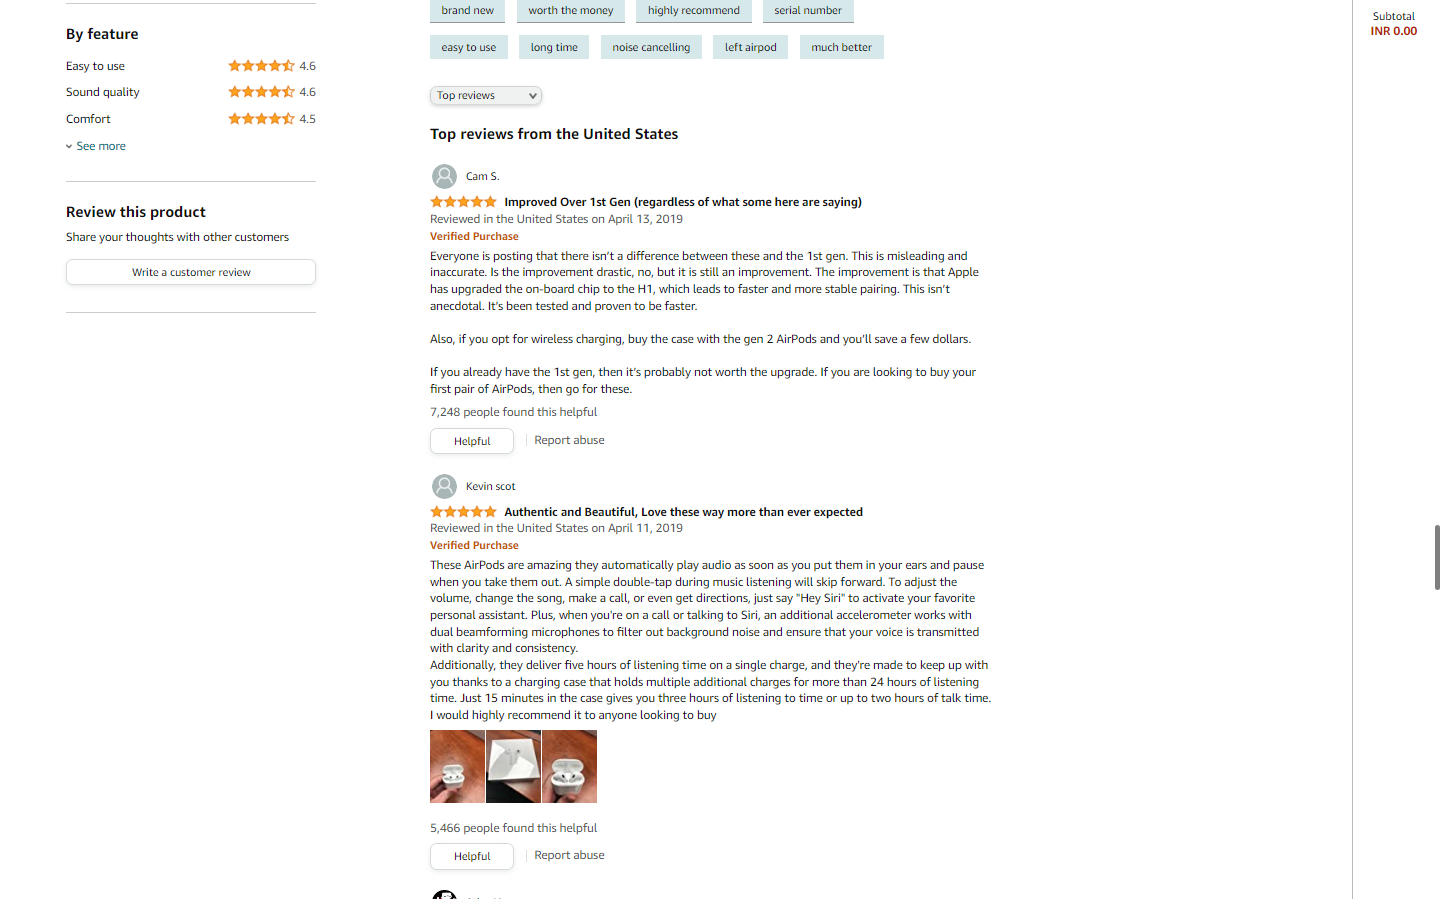 brand new
worth the money
highly recommend
serial number
Subtotal
INR 0.00
By feature
easy to use
long time
noise cancelling
left airpod
much better
Easy to use 4.6
Sound quality 4.6
Comfort 4.5
See more
Top reviews
Top reviews from the United States
Review this product
Share your thoughts with other customers
Write a customer review
Cam S.
Improved Over 1st Gen (regardless of what some here are saying)
Reviewed in the United States on April 13, 2019
Verified Purchase
Everyone is posting that there isn’t a difference between these and the 1st gen. This is misleading and
inaccurate. Is the improvement drastic, no, but it is still an improvement. The improvement is that Apple
has upgraded the on-board chip to the H1, which leads to faster and more stable pairing. This isn’t
anecdotal. It’s been tested and proven to be faster.
Also, if you opt for wireless charging, buy the case with the gen 2 AirPods and you’ll save a few dollars.
If you already have the 1st gen, then it’s probably not worth the upgrade. If you are looking to buy your
first pair of AirPods, then go for these.
7,248 people found this helpful
Helpful
Report abuse
Kevin scot
Authentic and Beautiful, Love these way more than ever expected
Reviewed in the United States on April 11, 2019
Verified Purchase
These AirPods are amazing they automatically play audio as soon as you put them in your ears and pause
when you take them out. A simple double-tap during music listening will skip forward. To adjust the
volume, change the song, make a call, or even get directions, just say "Hey Siri" to activate your favorite
personal assistant. Plus, when you're on a call or talking to Siri, an additional accelerometer works with
dual beamforming microphones to filter out background noise and ensure that your voice is transmitted
with clarity and consistency.
Additionally, they deliver five hours of listening time on a single charge, and they're made to keep up with
you thanks to a charging case that holds multiple additional charges for more than 24 hours of listening
time. Just 15 minutes in the case gives you three hours of listening to time or up to two hours of talk time.
I would highly recommend it to anyone looking to buy
5,466 people found this helpful
Helpful
Report abuse